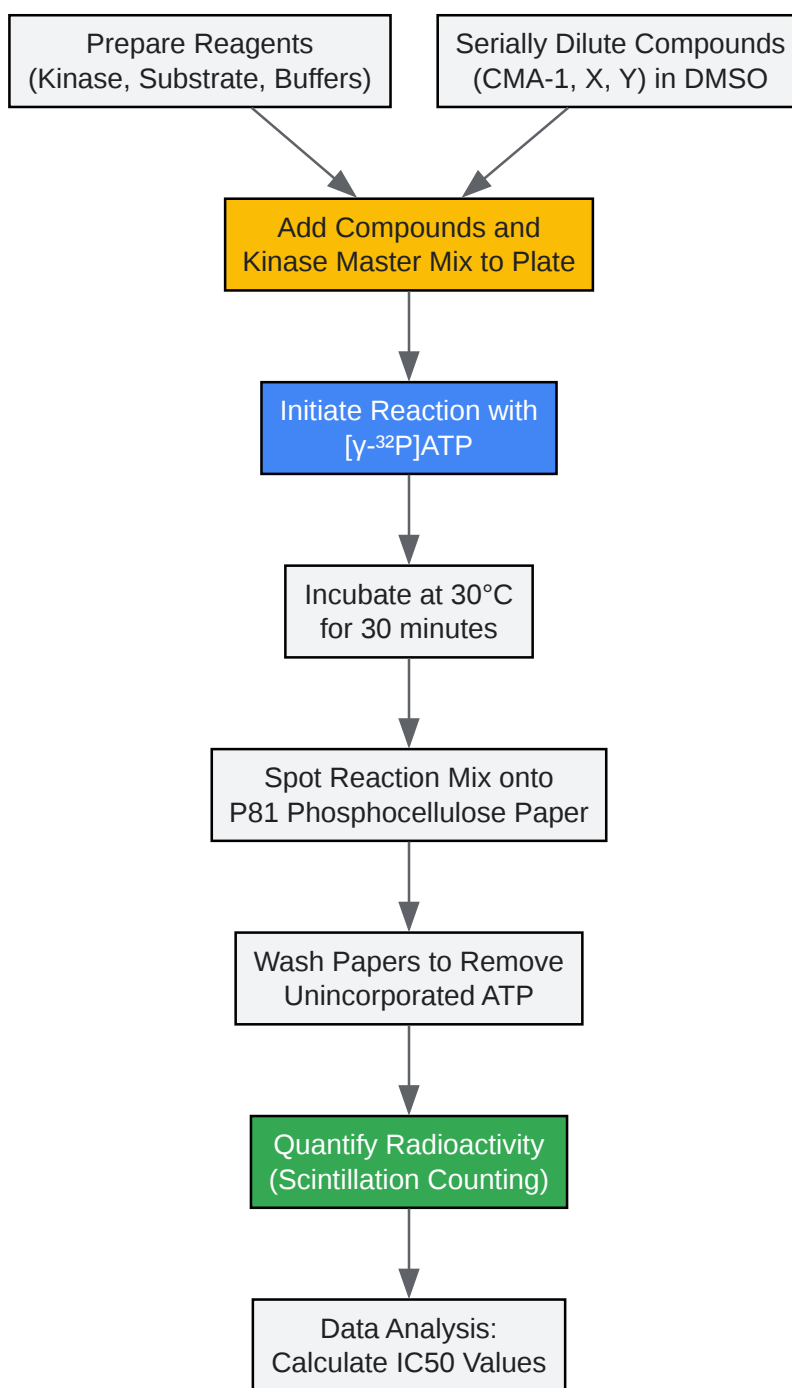 Prepare Reagents
(Kinase, Substrate, Buffers)
Serially Dilute Compounds
(CMA-1, X, Y) in DMSO
Add Compounds and
Kinase Master Mix to Plate
Initiate Reaction with
[γ-³²P]ATP
Incubate at 30°C
for 30 minutes
Spot Reaction Mix onto
P81 Phosphocellulose Paper
Wash Papers to Remove
Unincorporated ATP
Quantify Radioactivity
(Scintillation Counting)
Data Analysis:
Calculate IC50 Values